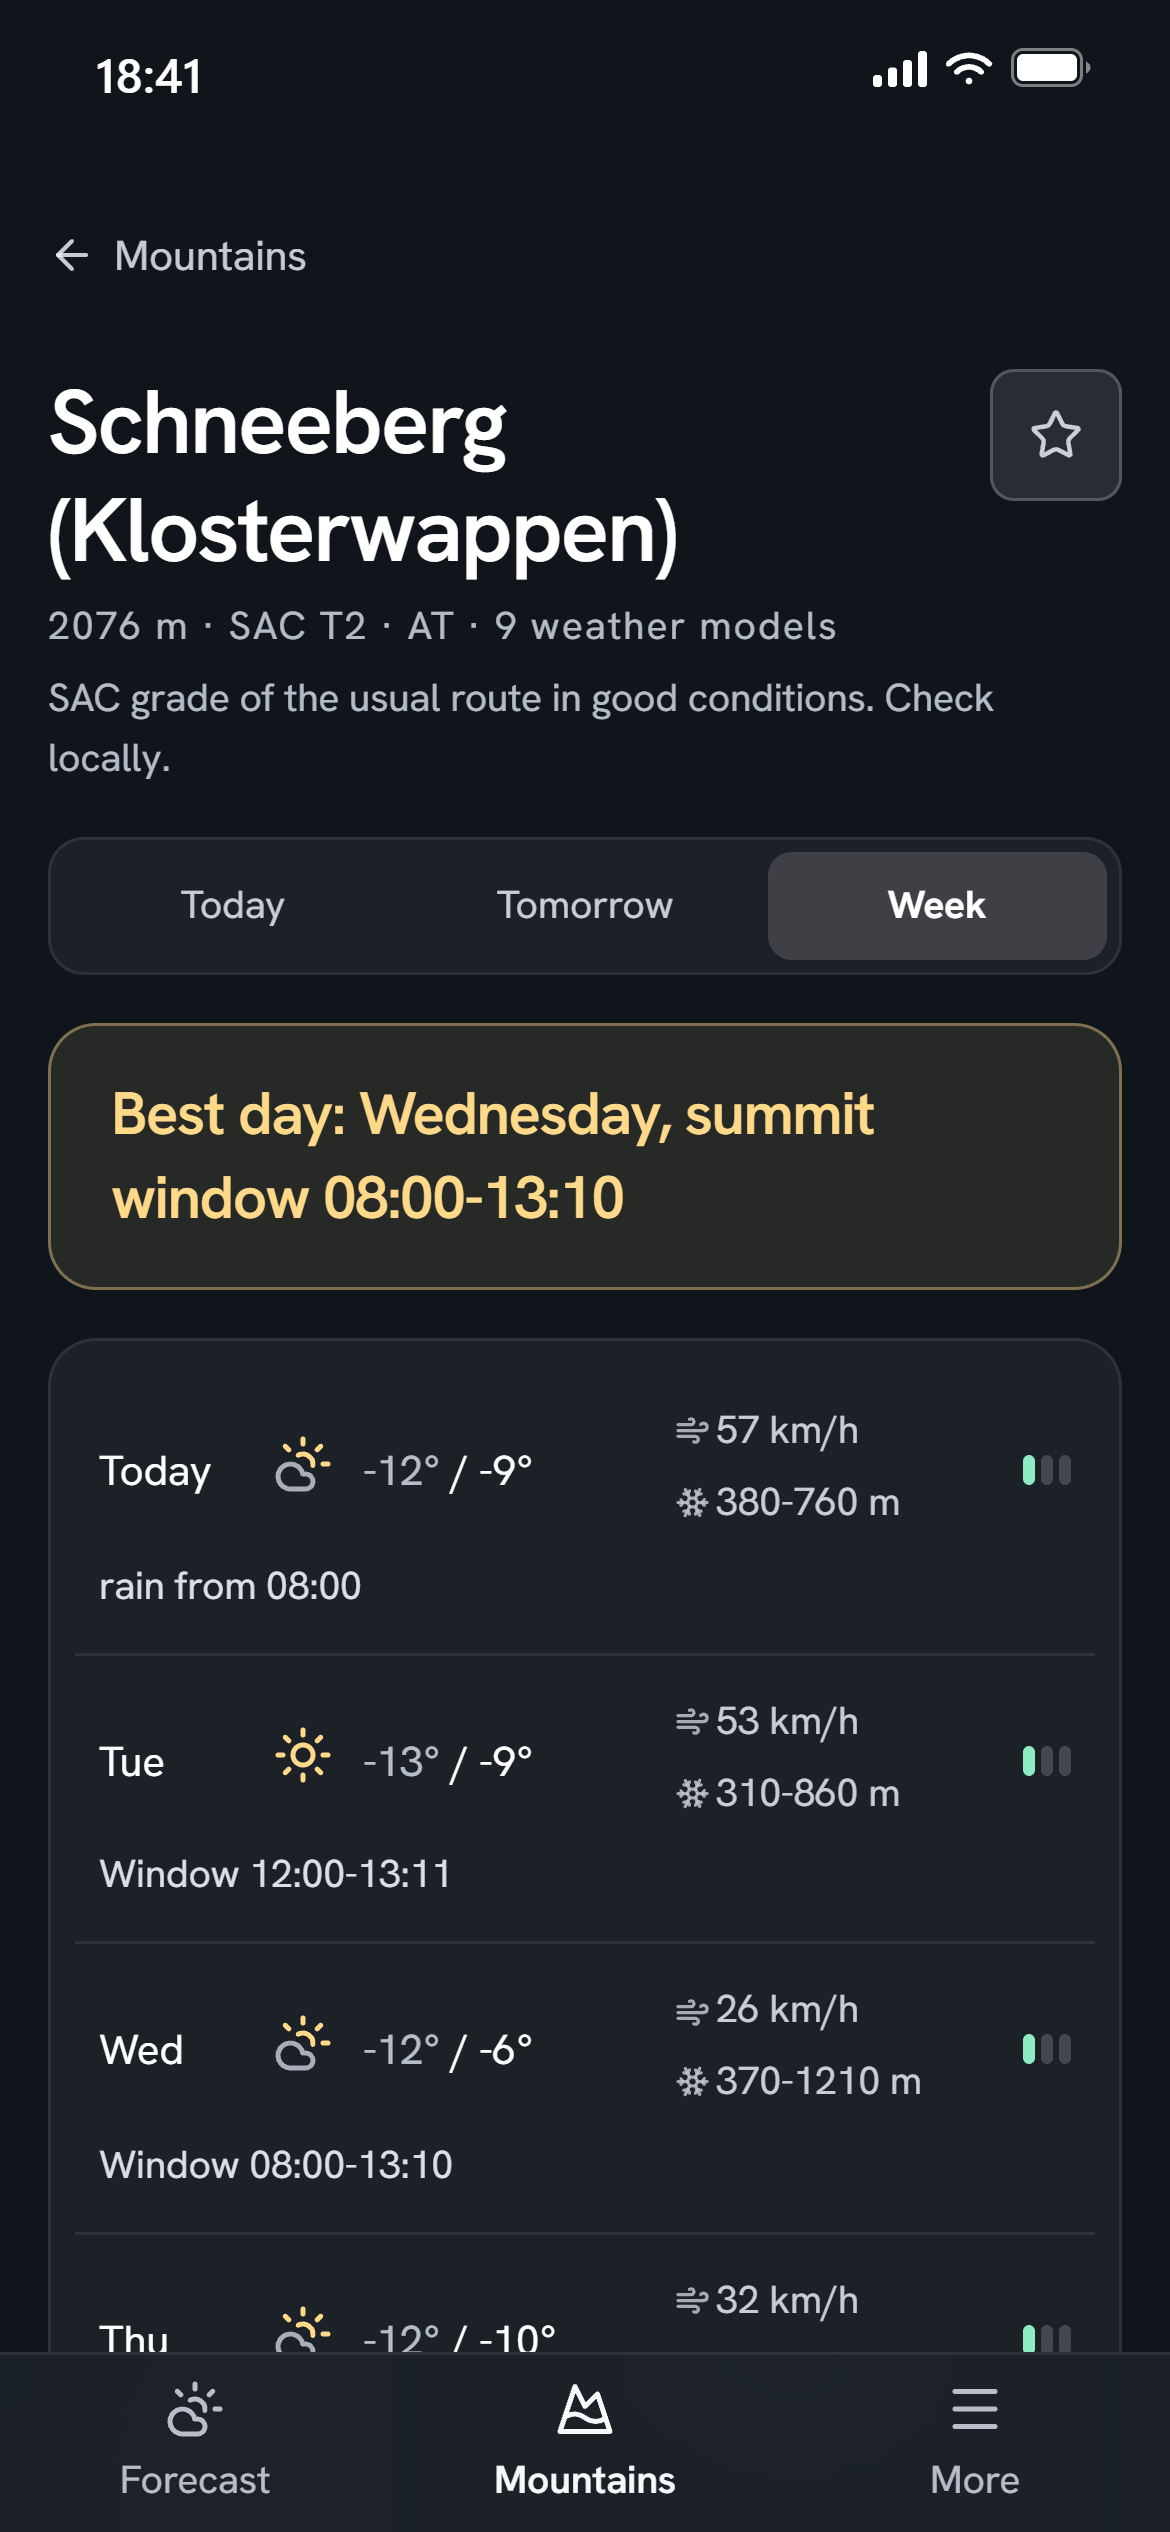 18:41
Mountains
Schneeberg
(Klosterwappen)
2076 m · SAC T2 · AT · 9 weather models
SAC grade of the usual route in good conditions. Check
locally.
Today Tomorrow Week
Best day: Wednesday, summit
window 08:00-13:10
57 km/h
Today -12° / -9°
380-760 m
rain from 08:00
53 km/h
Tue -13° / -9°
310-860 m
Window 12:00-13:11
26 km/h
Wed -12° / -6°
370-1210 m
Window 08:00-13:10
32 km/h
Thu -12° / -10°
Forecast Mountains More